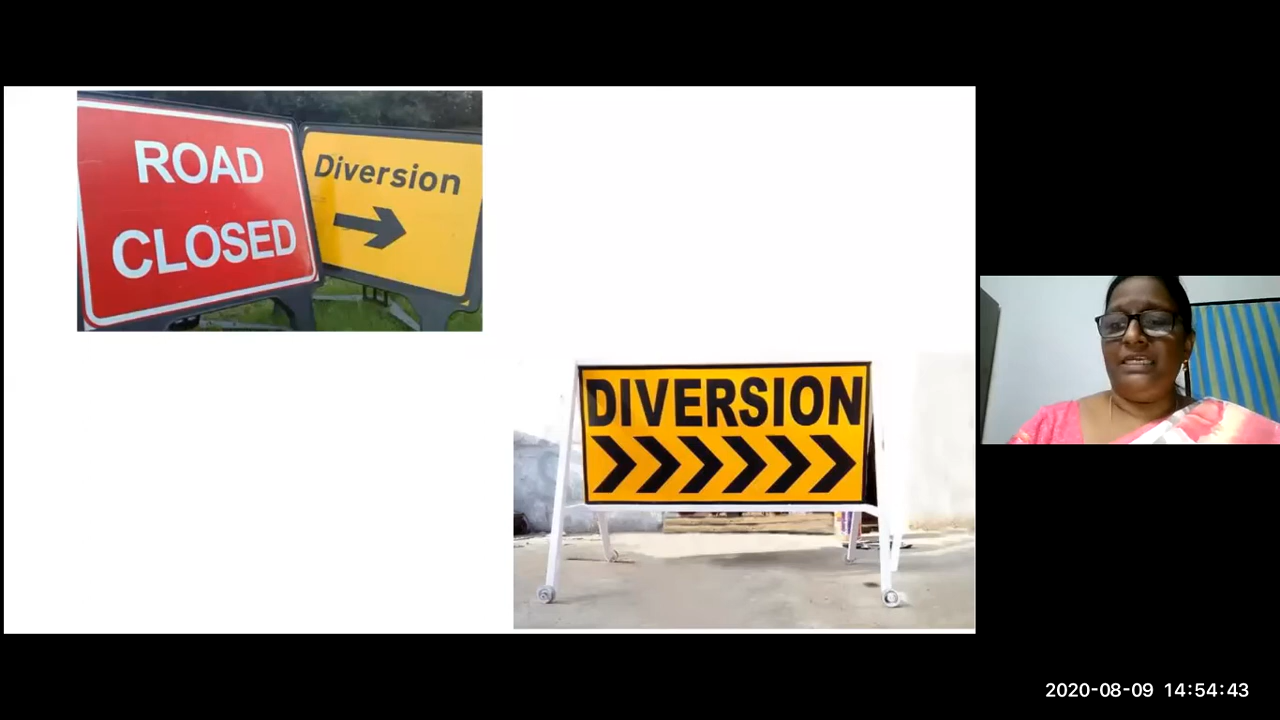 ROAD
CLOSED
Diversion
DIVERSION
2020-08-09 14:54:43